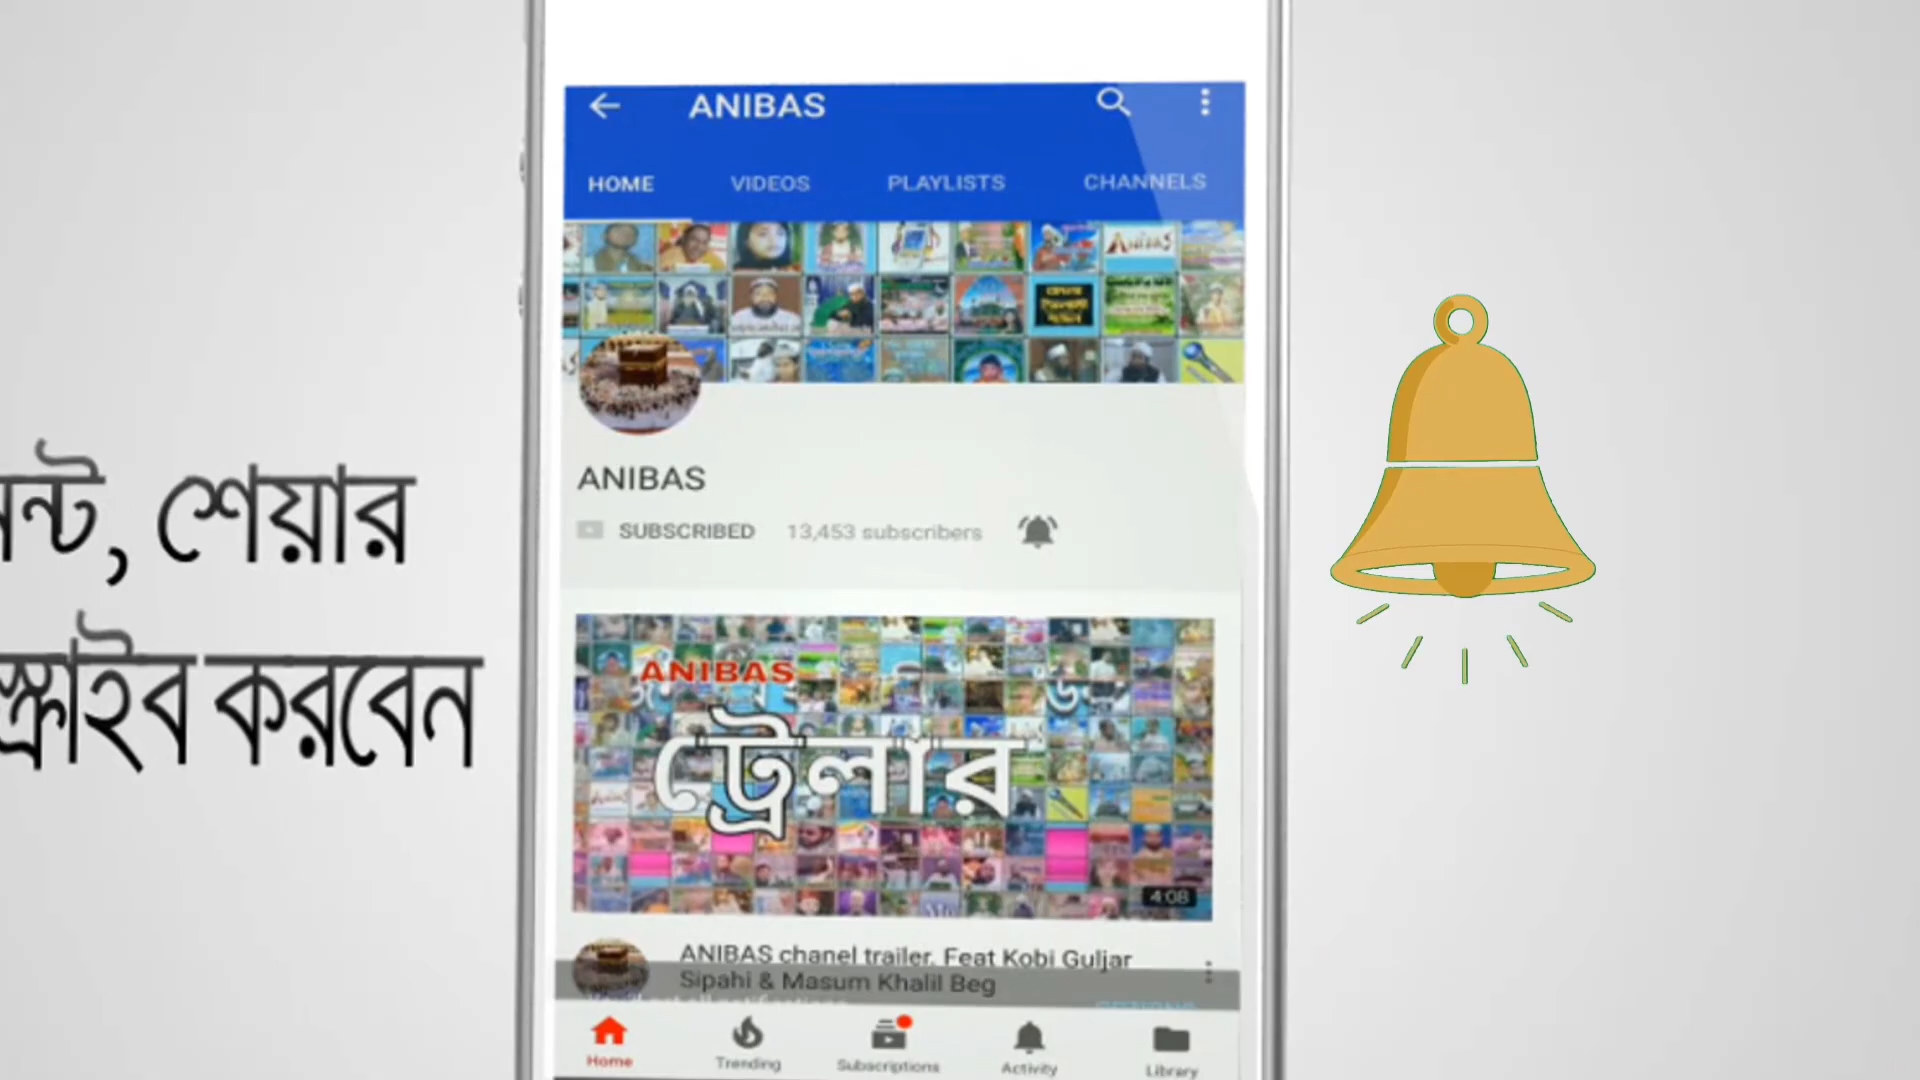 ANIBAS
HOME VIDEOS PLAYLISTS CHANNELS
ANIBAS
SUBSCRIBED 13,453 subscribers
শেয়ার
করবেন
ANIBAS
ট্রেলার
4:08
ANIBAS chanel trailer. Feat Kobi Guljar
Sipahi & Masum Khalil Beg
Home Trending Subscriptions Activity Library